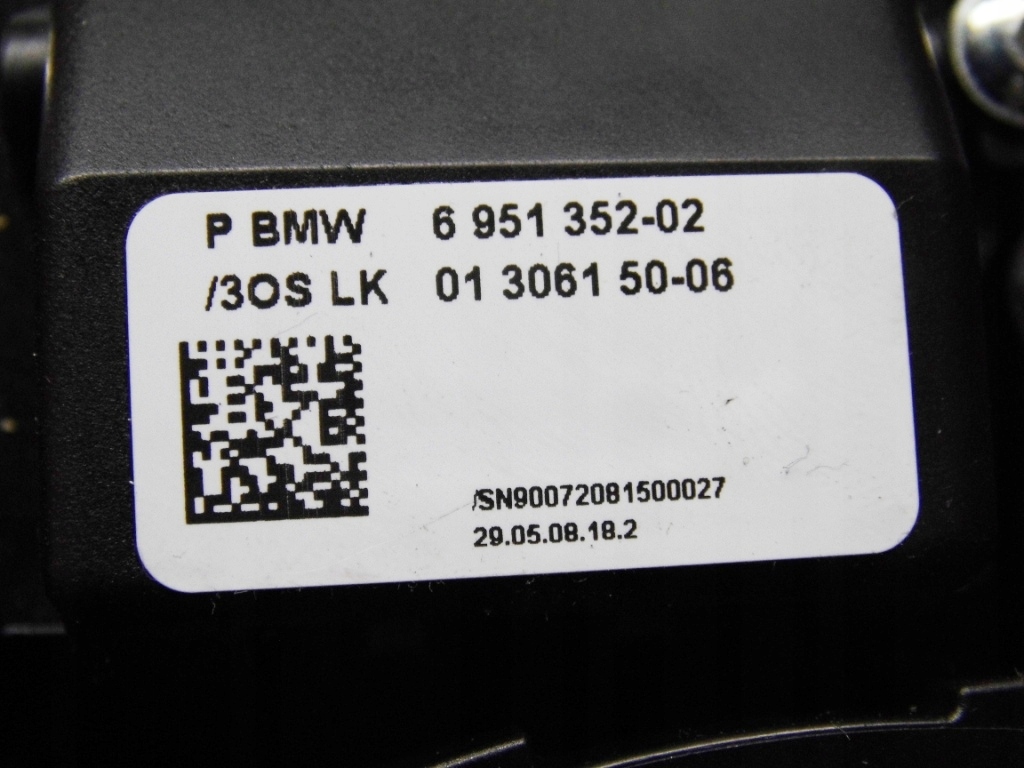 P BMW 6 951 352-02
/3OS LK 01 3061 50-06
/SN90072081500027
29.05.08.18.2